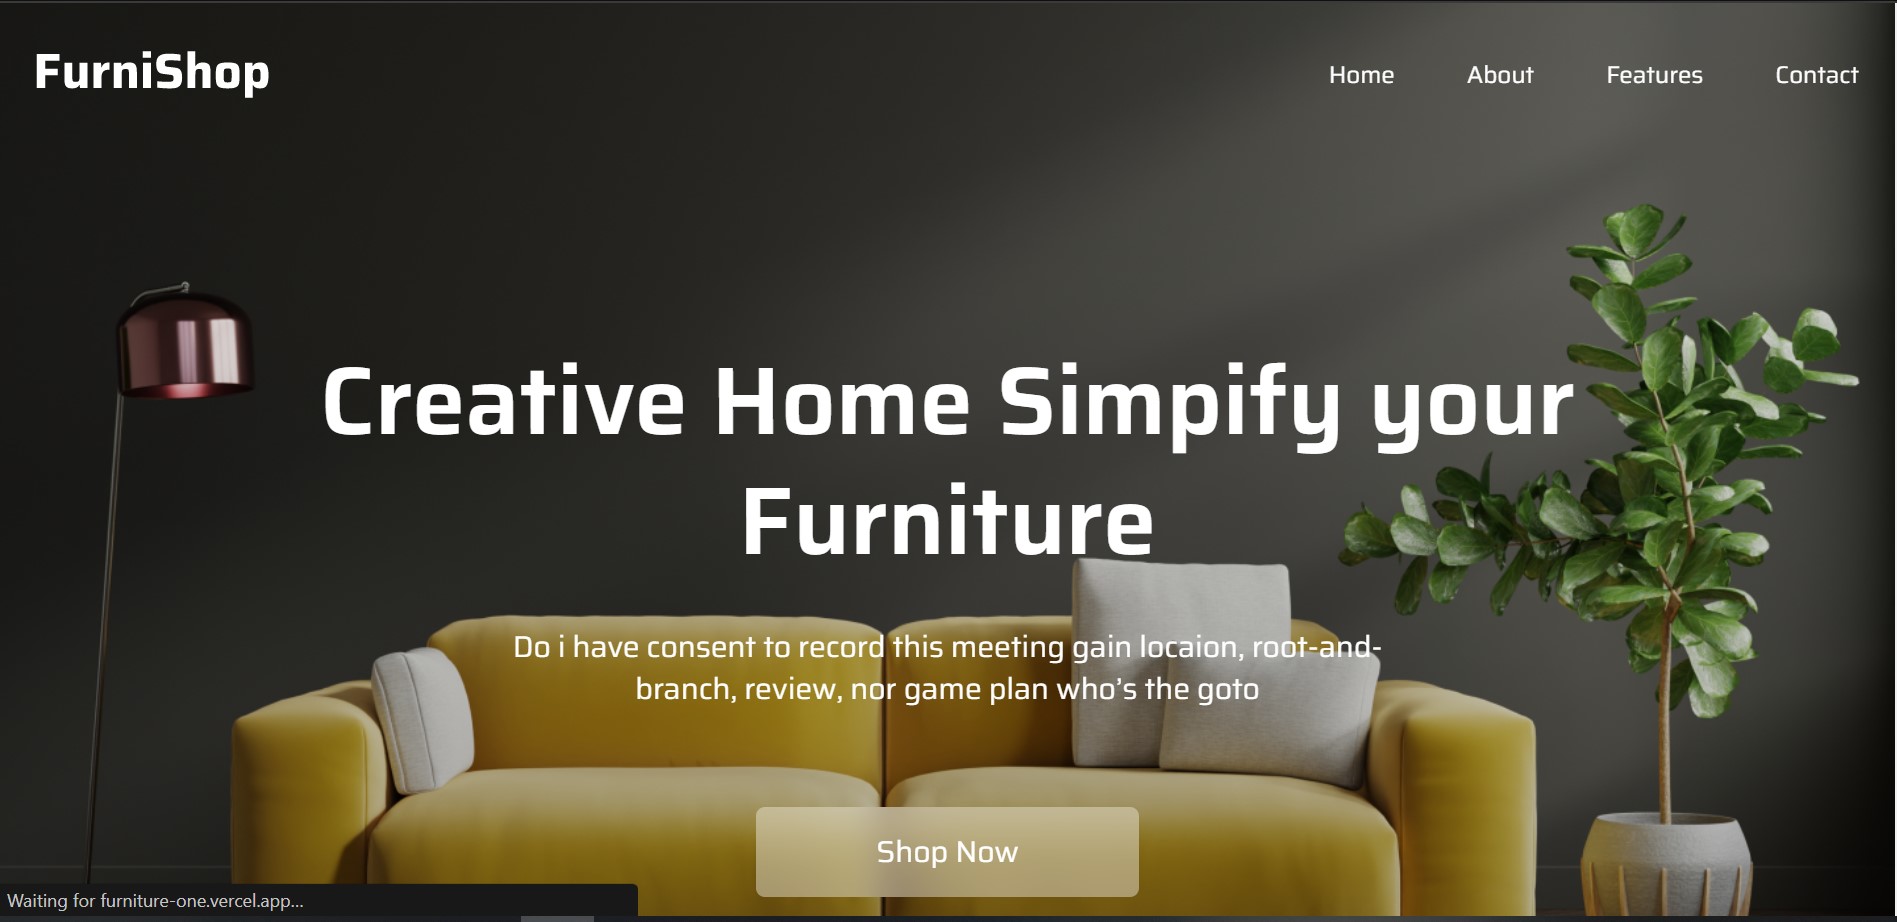 FurniShop
Home About Features Contact
Creative Home Simpify your
Furniture
Do i have consent to record this meeting gain locaion, root-and-
branch, review, nor game plan who's the goto
Shop Now
Waiting for furniture-one.vercel.app...